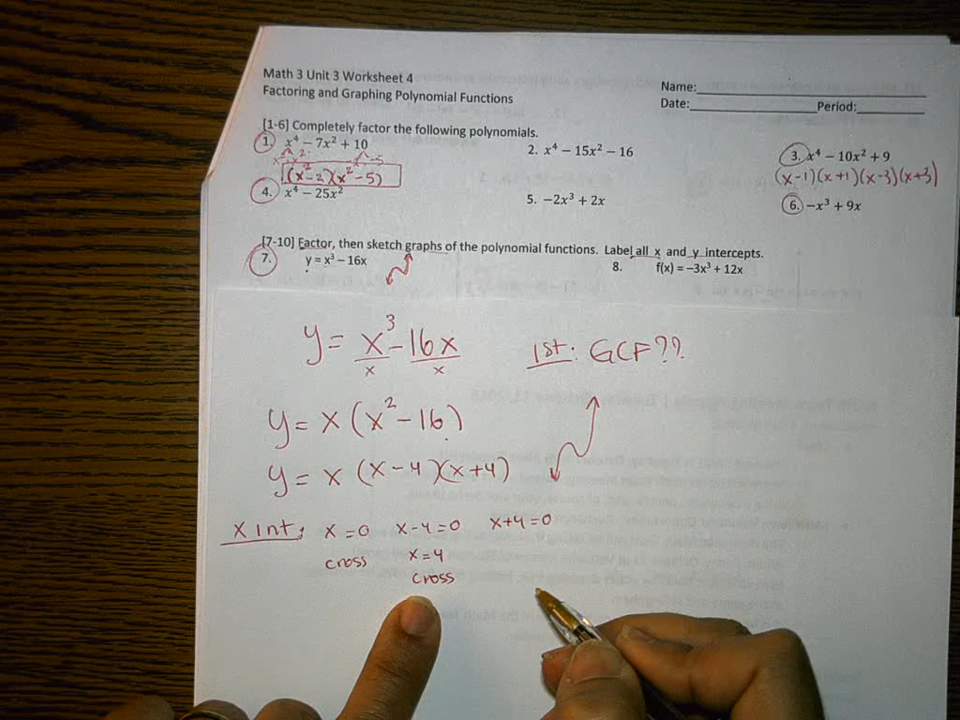 Math 3 Unit 3 Worksheet 4
Factoring and Graphing Polynomial Functions
Name:
Date: Period:
[1-6] Completely factor the following polynomials.
1. x⁴ – 7x² + 10
2. x⁴ – 15x² – 16
3. x⁴ – 10x² + 9
(x²-2)(x²-5)
(x-1)(x+1)(x-3)(x+3)
4. x⁴ – 25x²
5. –2x³ + 2x
6. –x³ + 9x
[7-10] Factor, then sketch graphs of the polynomial functions. Label all x and y intercepts.
7. y = x³ – 16x
8. f(x) = –3x³ + 12x
y = x³ - 16x
x x
1st: GCF??
y = x (x² - 16)
y = x (x-4)(x+4)
x int: x = 0 x-4=0 x+4=0
cross x=4
cross